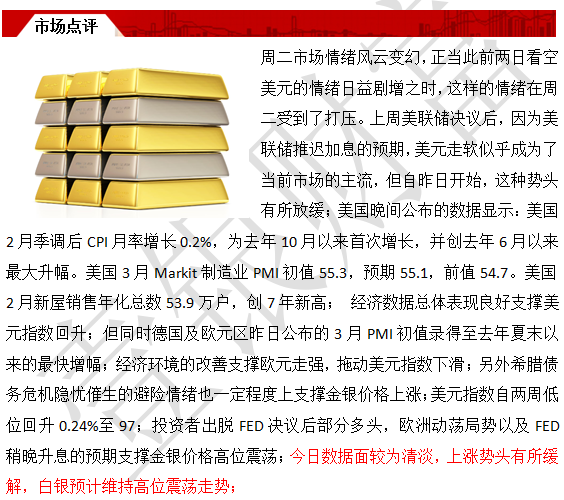 市场点评
周二市场情绪风云变幻,正当此前两日看空
美元的情绪日益剧增之时,这样的情绪在周
二受到了打压。上周美联储决议后,因为美
联储推迟加息的预期,美元走软似乎成为了
当前市场的主流,但自昨日开始,这种势头
有所放缓;美国晚间公布的数据显示:美国
2月季调后 CPI 月率增长 0.2%,为去年 10 月以来首次增长,并创去年 6 月以来
最大升幅。美国 3 月 Markit 制造业 PMI 初值 55.3,预期 55.1,前值 54.7。美国
2月新屋销售年化总数 53.9 万户,创 7 年新高; 经济数据总体表现良好支撑美
元指数回升;但同时德国及欧元区昨日公布的 3 月 PMI 初值录得至去年夏末以
来的最快增幅;经济环境的改善支撑欧元走强,拖动美元指数下滑;另外希腊债
务危机隐忧催生的避险情绪也一定程度上支撑金银价格上涨;美元指数自两周低
位回升 0.24%至 97;投资者出脱 FED 决议后部分多头,欧洲动荡局势以及 FED
稍晚升息的预期支撑金银价格高位震荡;今日数据面较为清淡,上涨势头有所缓
解,白银预计维持高位震荡走势;